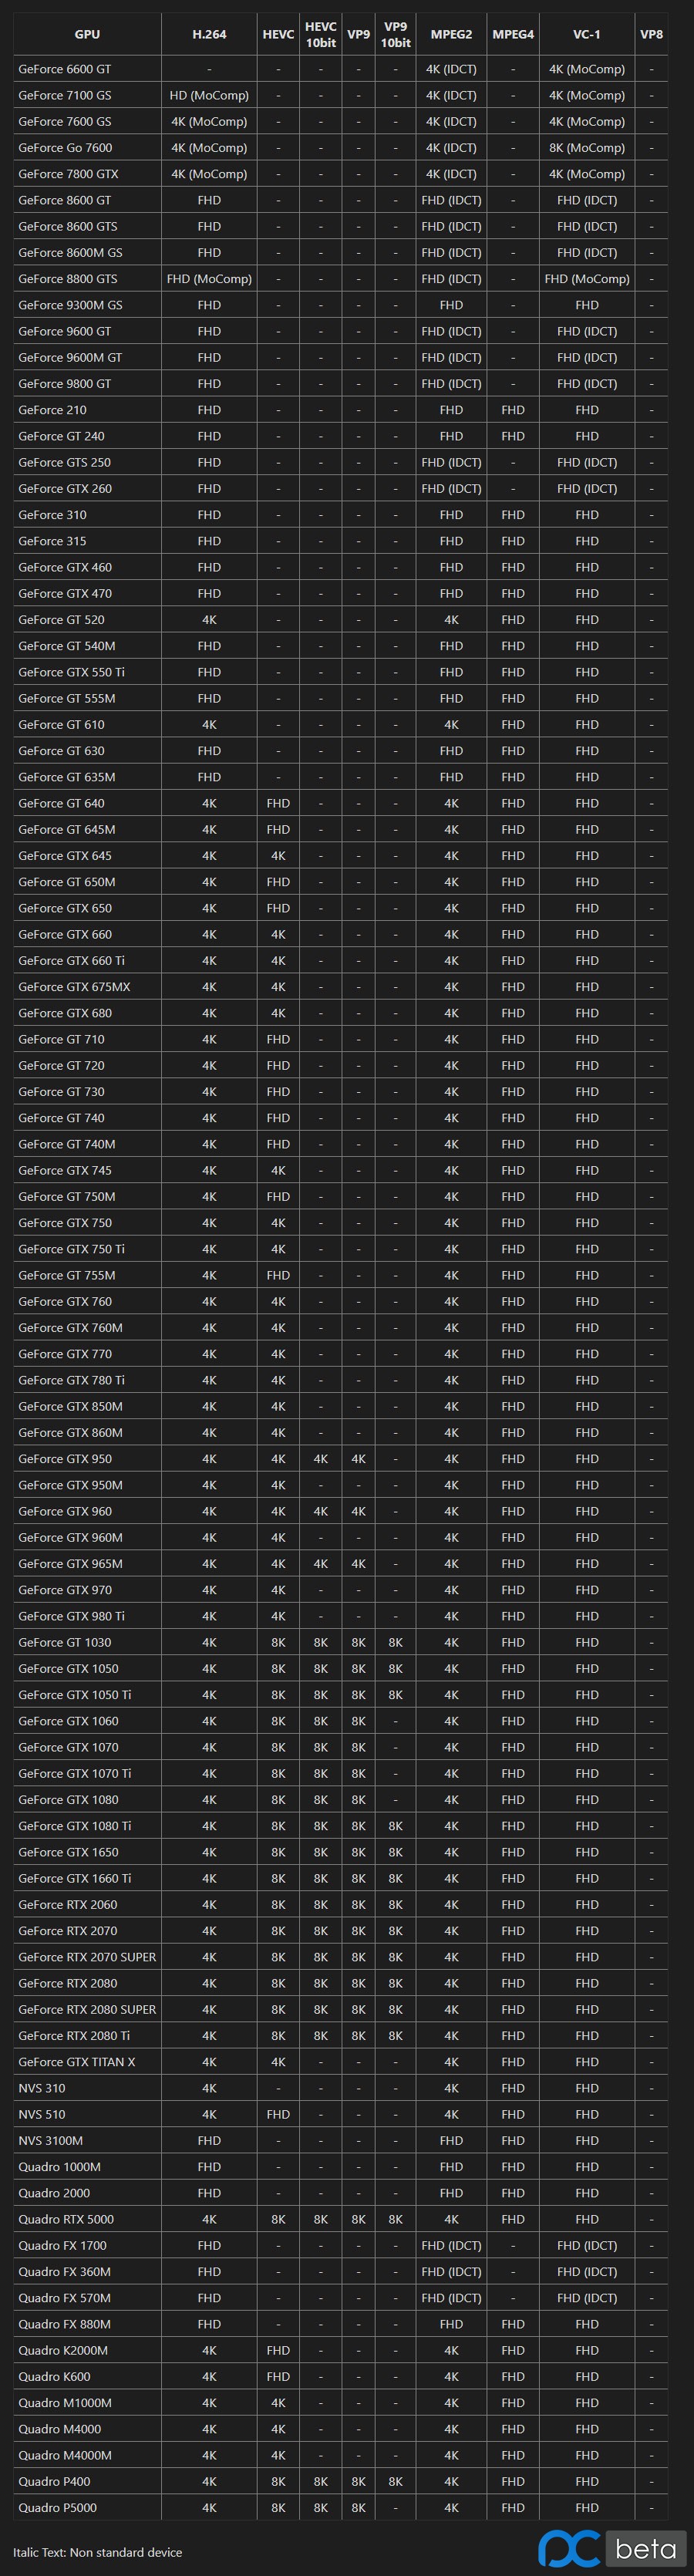 GPU H.264 HEVC HEVC 10bit VP9 VP9 10bit MPEG2 MPEG4 VC-1 VP8
GeForce 6600 GT - - - - - 4K (IDCT) - 4K (MoComp) -
GeForce 7100 GS HD (MoComp) - - - - 4K (IDCT) - 4K (MoComp) -
GeForce 7600 GS 4K (MoComp) - - - - 4K (IDCT) - 4K (MoComp) -
GeForce Go 7600 4K (MoComp) - - - - 4K (IDCT) - 8K (MoComp) -
GeForce 7800 GTX 4K (MoComp) - - - - 4K (IDCT) - 4K (MoComp) -
GeForce 8600 GT FHD - - - - FHD (IDCT) - FHD (IDCT) -
GeForce 8600 GTS FHD - - - - FHD (IDCT) - FHD (IDCT) -
GeForce 8600M GS FHD - - - - FHD (IDCT) - FHD (IDCT) -
GeForce 8800 GTS FHD (MoComp) - - - - FHD (IDCT) - FHD (MoComp) -
GeForce 9300M GS FHD - - - - FHD - FHD -
GeForce 9600 GT FHD - - - - FHD (IDCT) - FHD (IDCT) -
GeForce 9600M GT FHD - - - - FHD (IDCT) - FHD (IDCT) -
GeForce 9800 GT FHD - - - - FHD (IDCT) - FHD (IDCT) -
GeForce 210 FHD - - - - FHD FHD FHD -
GeForce GT 240 FHD - - - - FHD FHD FHD -
GeForce GTS 250 FHD - - - - FHD (IDCT) - FHD (IDCT) -
GeForce GTX 260 FHD - - - - FHD (IDCT) - FHD (IDCT) -
GeForce 310 FHD - - - - FHD FHD FHD -
GeForce 315 FHD - - - - FHD FHD FHD -
GeForce GTX 460 FHD - - - - FHD FHD FHD -
GeForce GTX 470 FHD - - - - FHD FHD FHD -
GeForce GT 520 4K - - - - 4K FHD FHD -
GeForce GT 540M FHD - - - - FHD FHD FHD -
GeForce GTX 550 Ti FHD - - - - FHD FHD FHD -
GeForce GT 555M FHD - - - - FHD FHD FHD -
GeForce GT 610 4K - - - - 4K FHD FHD -
GeForce GT 630 FHD - - - - FHD FHD FHD -
GeForce GT 635M FHD - - - - FHD FHD FHD -
GeForce GT 640 4K FHD - - - 4K FHD FHD -
GeForce GT 645M 4K FHD - - - 4K FHD FHD -
GeForce GTX 645 4K 4K - - - 4K FHD FHD -
GeForce GT 650M 4K FHD - - - 4K FHD FHD -
GeForce GTX 650 4K FHD - - - 4K FHD FHD -
GeForce GTX 660 4K 4K - - - 4K FHD FHD -
GeForce GTX 660 Ti 4K 4K - - - 4K FHD FHD -
GeForce GTX 675MX 4K 4K - - - 4K FHD FHD -
GeForce GTX 680 4K 4K - - - 4K FHD FHD -
GeForce GT 710 4K FHD - - - 4K FHD FHD -
GeForce GT 720 4K FHD - - - 4K FHD FHD -
GeForce GT 730 4K FHD - - - 4K FHD FHD -
GeForce GT 740 4K FHD - - - 4K FHD FHD -
GeForce GT 740M 4K FHD - - - 4K FHD FHD -
GeForce GTX 745 4K 4K - - - 4K FHD FHD -
GeForce GT 750M 4K FHD - - - 4K FHD FHD -
GeForce GTX 750 4K 4K - - - 4K FHD FHD -
GeForce GTX 750 Ti 4K 4K - - - 4K FHD FHD -
GeForce GT 755M 4K FHD - - - 4K FHD FHD -
GeForce GTX 760 4K 4K - - - 4K FHD FHD -
GeForce GTX 760M 4K 4K - - - 4K FHD FHD -
GeForce GTX 770 4K 4K - - - 4K FHD FHD -
GeForce GTX 780 Ti 4K 4K - - - 4K FHD FHD -
GeForce GTX 850M 4K 4K - - - 4K FHD FHD -
GeForce GTX 860M 4K 4K - - - 4K FHD FHD -
GeForce GTX 950 4K 4K 4K 4K - 4K FHD FHD -
GeForce GTX 950M 4K 4K - - - 4K FHD FHD -
GeForce GTX 960 4K 4K 4K 4K - 4K FHD FHD -
GeForce GTX 960M 4K 4K - - - 4K FHD FHD -
GeForce GTX 965M 4K 4K 4K 4K - 4K FHD FHD -
GeForce GTX 970 4K 4K - - - 4K FHD FHD -
GeForce GTX 980 Ti 4K 4K - - - 4K FHD FHD -
GeForce GT 1030 4K 8K 8K 8K 8K 4K FHD FHD -
GeForce GTX 1050 4K 8K 8K 8K 8K 4K FHD FHD -
GeForce GTX 1050 Ti 4K 8K 8K 8K 8K 4K FHD FHD -
GeForce GTX 1060 4K 8K 8K 8K - 4K FHD FHD -
GeForce GTX 1070 4K 8K 8K 8K - 4K FHD FHD -
GeForce GTX 1070 Ti 4K 8K 8K 8K - 4K FHD FHD -
GeForce GTX 1080 4K 8K 8K 8K - 4K FHD FHD -
GeForce GTX 1080 Ti 4K 8K 8K 8K 8K 4K FHD FHD -
GeForce GTX 1650 4K 8K 8K 8K 8K 4K FHD FHD -
GeForce GTX 1660 Ti 4K 8K 8K 8K 8K 4K FHD FHD -
GeForce RTX 2060 4K 8K 8K 8K 8K 4K FHD FHD -
GeForce RTX 2070 4K 8K 8K 8K 8K 4K FHD FHD -
GeForce RTX 2070 SUPER 4K 8K 8K 8K 8K 4K FHD FHD -
GeForce RTX 2080 4K 8K 8K 8K 8K 4K FHD FHD -
GeForce RTX 2080 SUPER 4K 8K 8K 8K 8K 4K FHD FHD -
GeForce RTX 2080 Ti 4K 8K 8K 8K 8K 4K FHD FHD -
GeForce GTX TITAN X 4K 4K - - - 4K FHD FHD -
NVS 310 4K - - - - 4K FHD FHD -
NVS 510 4K FHD - - - 4K FHD FHD -
NVS 3100M FHD - - - - FHD FHD FHD -
Quadro 1000M FHD - - - - FHD FHD FHD -
Quadro 2000 FHD - - - - FHD FHD FHD -
Quadro RTX 5000 4K 8K 8K 8K 8K 4K FHD FHD -
Quadro FX 1700 FHD - - - - FHD (IDCT) - FHD (IDCT) -
Quadro FX 360M FHD - - - - FHD (IDCT) - FHD (IDCT) -
Quadro FX 570M FHD - - - - FHD (IDCT) - FHD (IDCT) -
Quadro FX 880M FHD - - - - FHD FHD FHD -
Quadro K2000M 4K FHD - - - 4K FHD FHD -
Quadro K600 4K FHD - - - 4K FHD FHD -
Quadro M1000M 4K 4K - - - 4K FHD FHD -
Quadro M4000 4K 4K - - - 4K FHD FHD -
Quadro M4000M 4K 4K - - - 4K FHD FHD -
Quadro P400 4K 8K 8K 8K 8K 4K FHD FHD -
Quadro P5000 4K 8K 8K 8K - 4K FHD FHD -
Italic Text: Non standard device
pc beta